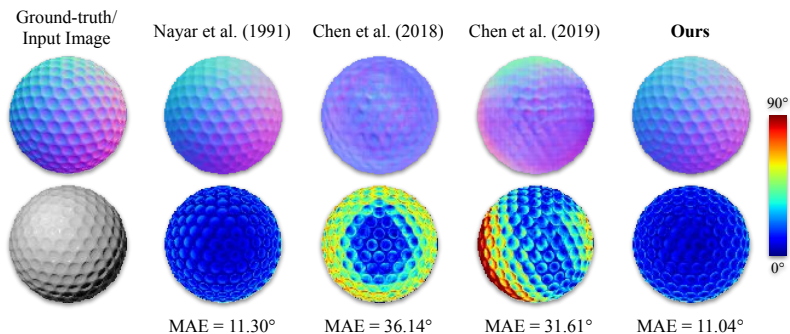 Ground-truth/
Input Image
Nayar et al. (1991)
Chen et al. (2018)
Chen et al. (2019)
Ours
90°
0°
MAE = 11.30°
MAE = 36.14°
MAE = 31.61°
MAE = 11.04°